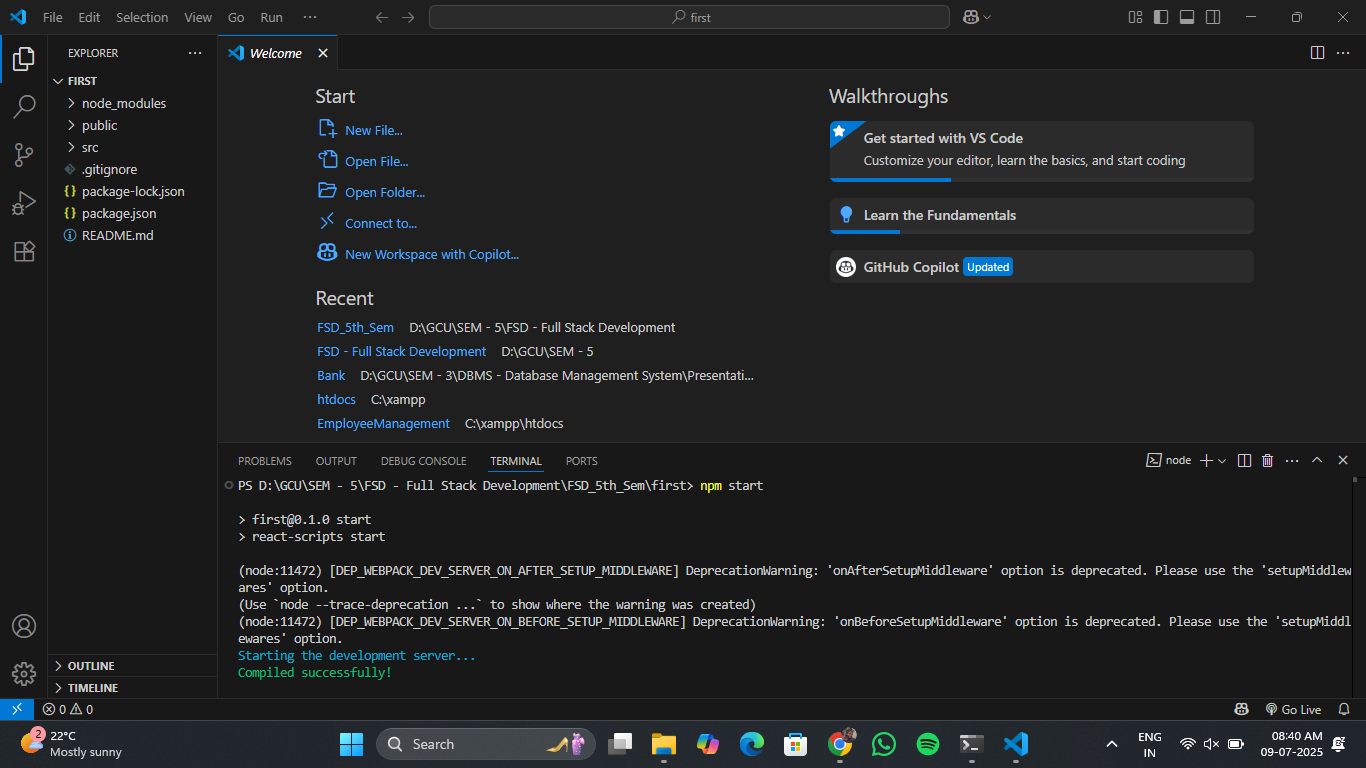 File Edit Selection View Go Run ···
first
EXPLORER ···
FIRST
node_modules
public
src
.gitignore
package-lock.json
package.json
README.md
OUTLINE
TIMELINE
Welcome
Start
New File...
Open File...
Open Folder...
Connect to...
New Workspace with Copilot...
Recent
FSD_5th_Sem D:\GCU\SEM - 5\FSD - Full Stack Development
FSD - Full Stack Development D:\GCU\SEM - 5
Bank D:\GCU\SEM - 3\DBMS - Database Management System\Presentati...
htdocs C:\xampp
EmployeeManagement C:\xampp\htdocs
Walkthroughs
Get started with VS Code
Customize your editor, learn the basics, and start coding
Learn the Fundamentals
GitHub Copilot Updated
PROBLEMS OUTPUT DEBUG CONSOLE TERMINAL PORTS
node
PS D:\GCU\SEM - 5\FSD - Full Stack Development\FSD_5th_Sem\first> npm start
> first@0.1.0 start
> react-scripts start
(node:11472) [DEP_WEBPACK_DEV_SERVER_ON_AFTER_SETUP_MIDDLEWARE] DeprecationWarning: 'onAfterSetupMiddleware' option is deprecated. Please use the 'setupMiddlew
ares' option.
(Use `node --trace-deprecation ...` to show where the warning was created)
(node:11472) [DEP_WEBPACK_DEV_SERVER_ON_BEFORE_SETUP_MIDDLEWARE] DeprecationWarning: 'onBeforeSetupMiddleware' option is deprecated. Please use the 'setupMiddl
ewares' option.
Starting the development server...
Compiled successfully!
0 0
Go Live
2
22°C
Mostly sunny
Search
ENG
IN
08:40 AM
09-07-2025